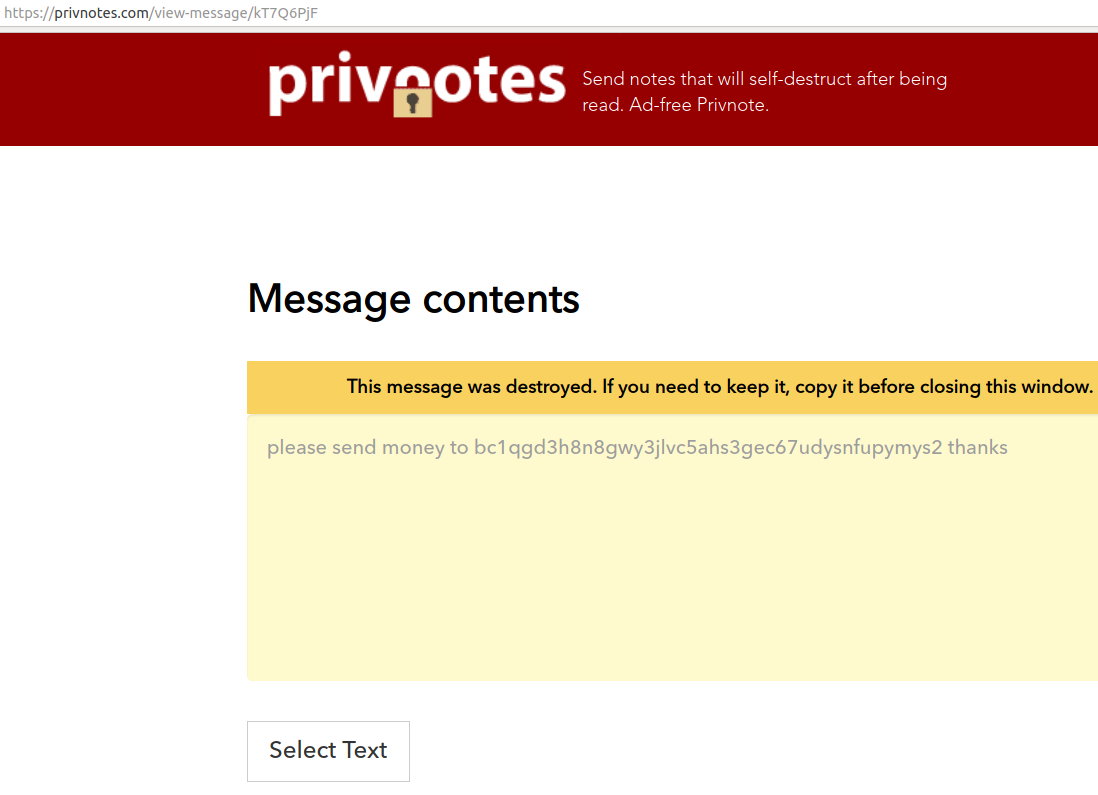 https://privnotes.com/view-message/kT7Q6PjF
privnotes
Send notes that will self-destruct after being
read. Ad-free Privnote.
Message contents
This message was destroyed. If you need to keep it, copy it before closing this window.
please send money to bc1qgd3h8n8gwy3jlvc5ahs3gec67udysnfupymys2 thanks
Select Text